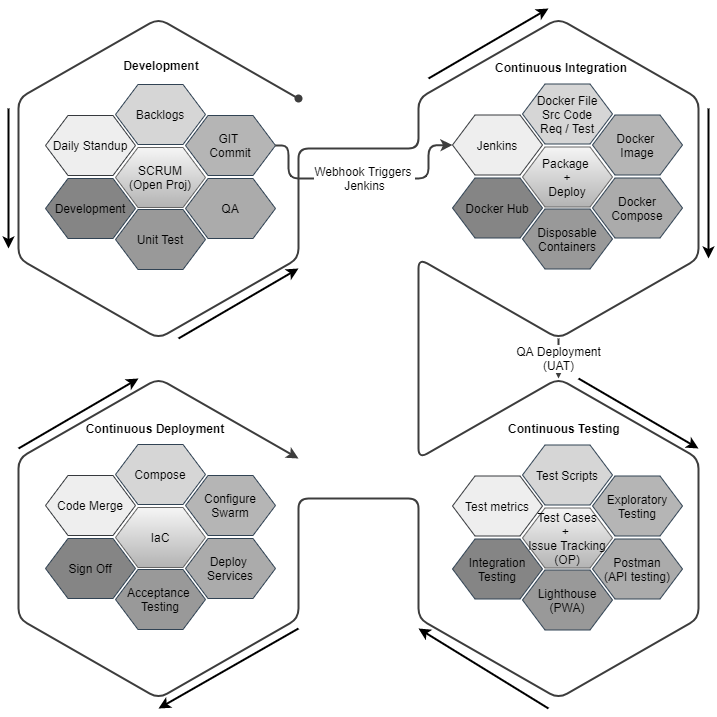 Development
Backlogs
Daily Standup
GIT
Commit
SCRUM
(Open Proj)
Development
QA
Unit Test
Webhook Triggers
Jenkins
Continuous Integration
Docker File
Src Code
Req / Test
Jenkins
Docker
Image
Package
+
Deploy
Docker Hub
Docker
Compose
Disposable
Containers
QA Deployment
(UAT)
Continuous Deployment
Compose
Code Merge
Configure
Swarm
IaC
Sign Off
Deploy
Services
Acceptance
Testing
Continuous Testing
Test Scripts
Test metrics
Exploratory
Testing
Test Cases
+
Issue Tracking
(OP)
Integration
Testing
Postman
(API testing)
Lighthouse
(PWA)